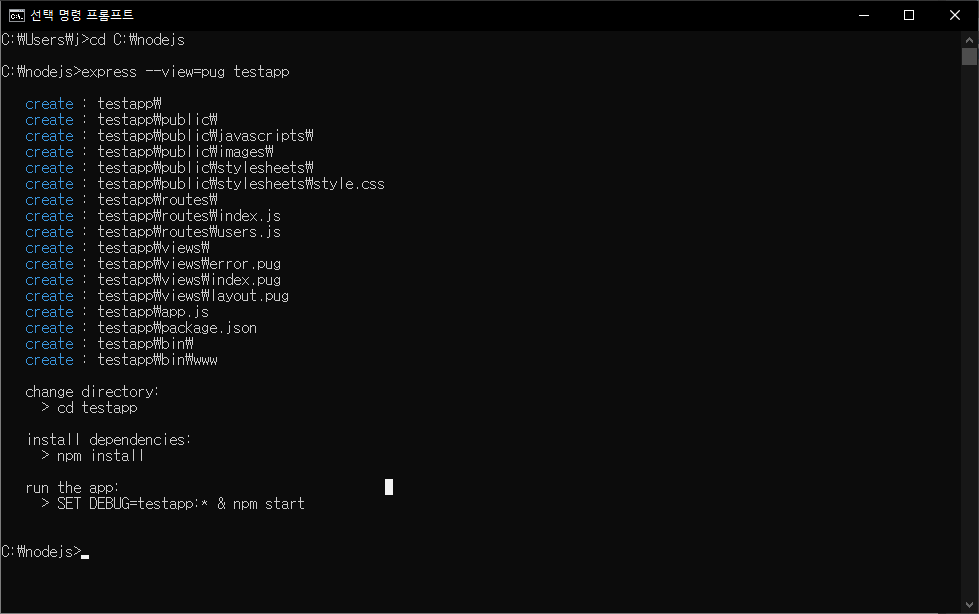 선택 명령 프롬프트
C:₩Users₩j>cd C:₩nodejs
C:₩nodejs>express --view=pug testapp
create : testapp₩
create : testapp₩public₩
create : testapp₩public₩javascripts₩
create : testapp₩public₩images₩
create : testapp₩public₩stylesheets₩
create : testapp₩public₩stylesheets₩style.css
create : testapp₩routes₩
create : testapp₩routes₩index.js
create : testapp₩routes₩users.js
create : testapp₩views₩
create : testapp₩views₩error.pug
create : testapp₩views₩index.pug
create : testapp₩views₩layout.pug
create : testapp₩app.js
create : testapp₩package.json
create : testapp₩bin₩
create : testapp₩bin₩www
change directory:
> cd testapp
install dependencies:
> npm install
run the app:
> SET DEBUG=testapp:* & npm start
C:₩nodejs>